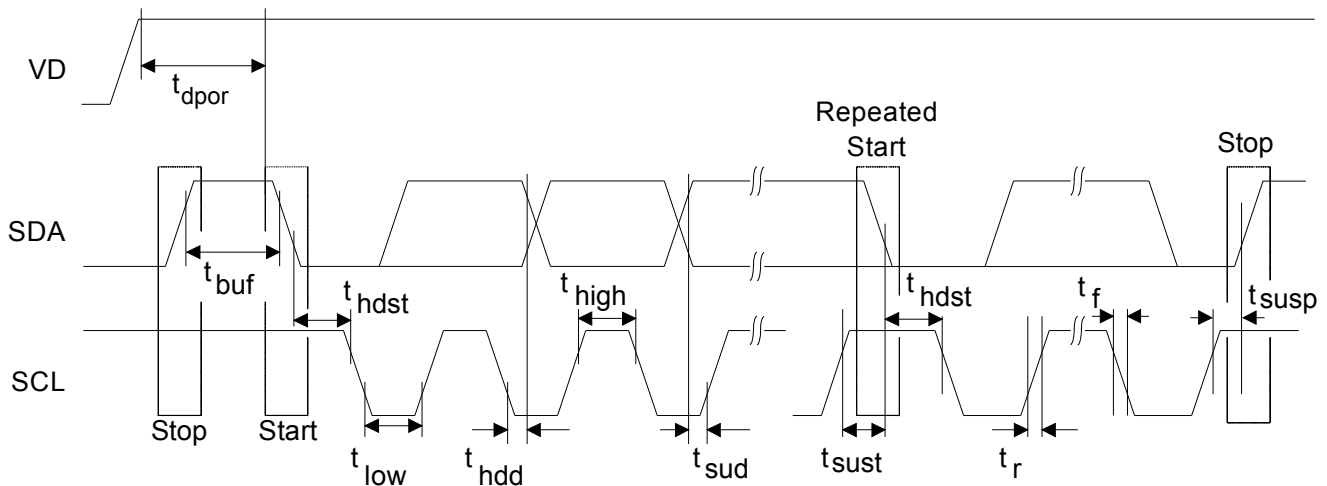 VD
t dpor
Repeated
Start
Stop
SDA
t buf
t hdst
t high
t hdst
t f
t susp
SCL
Stop
Start
t low
t hdd
t sud
t sust
t r